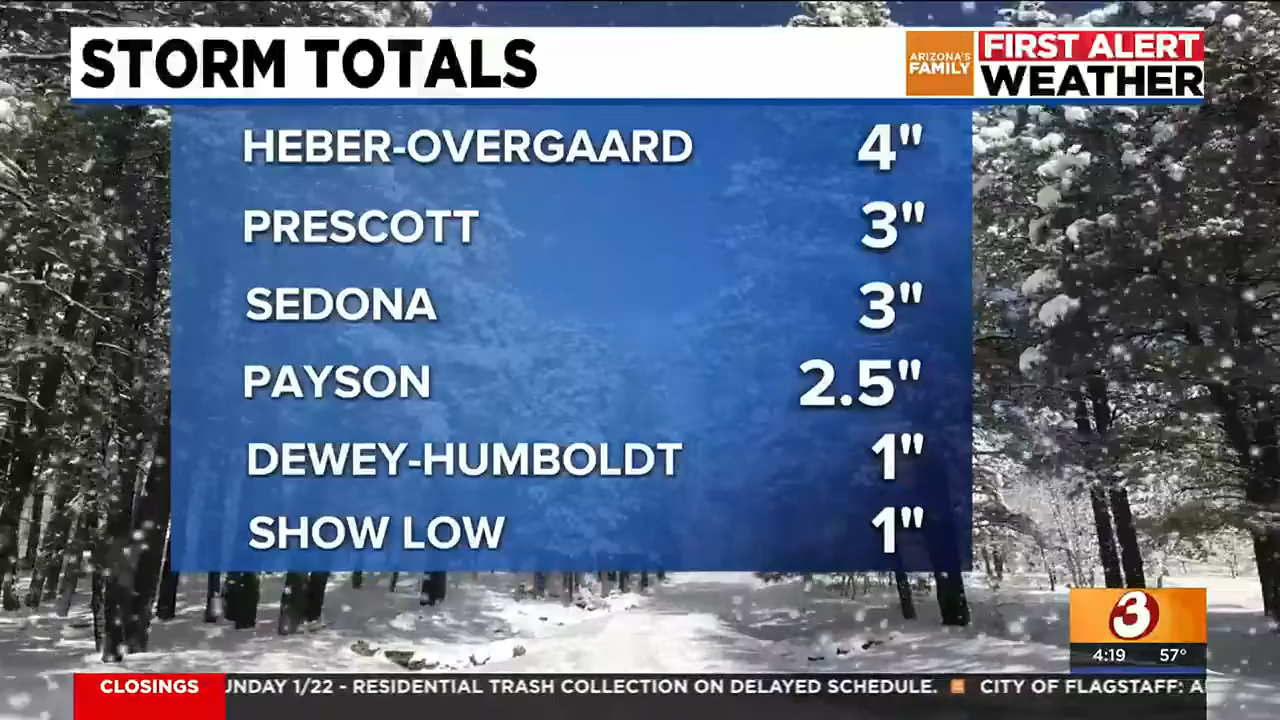 STORM TOTALS
ARIZONA'S
FAMILY
FIRST ALERT
WEATHER
HEBER-OVERGAARD 4"
PRESCOTT 3"
SEDONA 3"
PAYSON 2.5"
DEWEY-HUMBOLDT 1"
SHOW LOW 1"
3
4:19 57°
CLOSINGS UNDAY 1/22 - RESIDENTIAL TRASH COLLECTION ON DELAYED SCHEDULE. CITY OF FLAGSTAFF: A